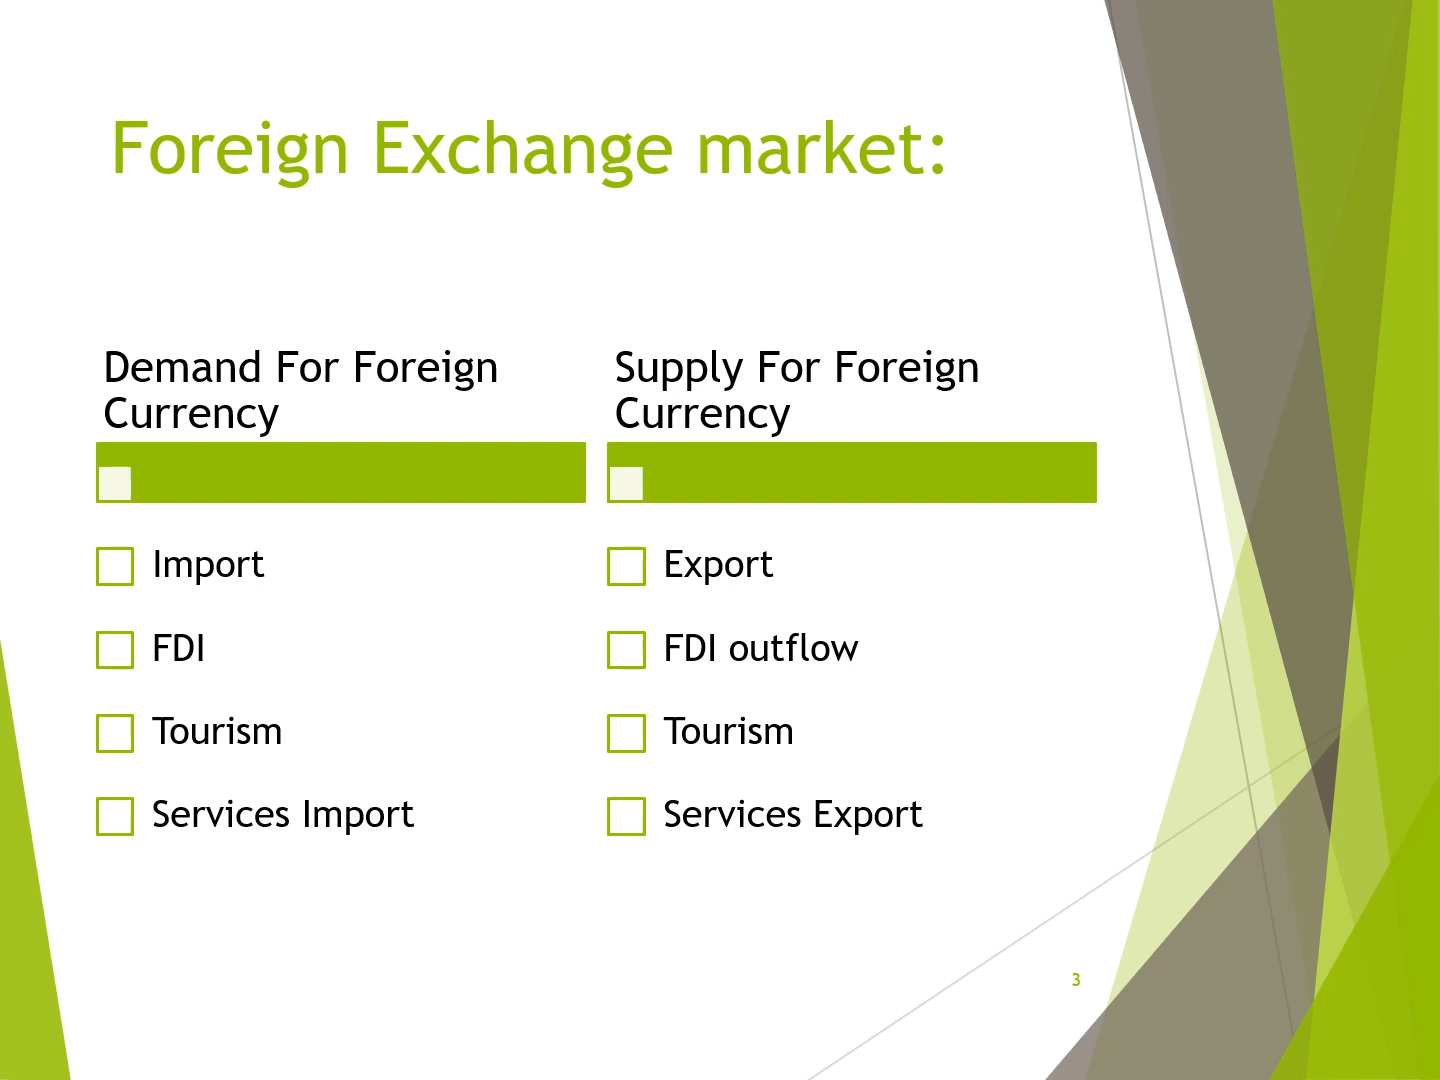 Foreign Exchange market:
Demand For Foreign
Currency
Import
FDI
Tourism
Services Import
Supply For Foreign
Currency
Export
FDI outflow
Tourism
Services Export
3